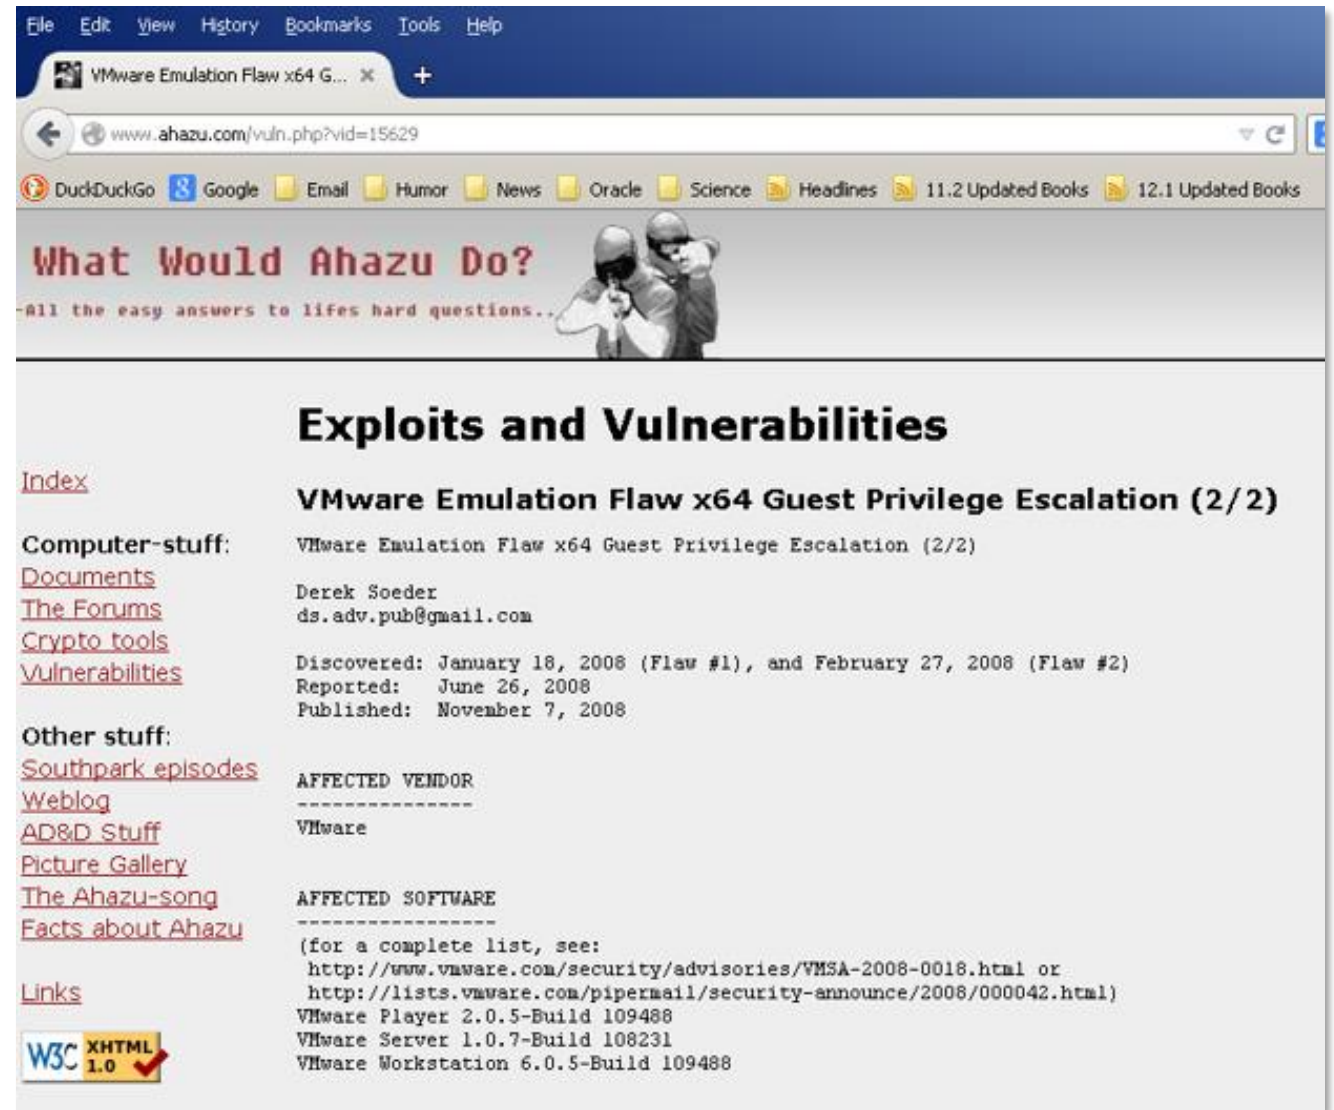 File Edit View History Bookmarks Tools Help
VMware Emulation Flaw x64 G...
www.ahazu.com/vuln.php?vid=15629
DuckDuckGo Google Email Humor News Oracle Science Headlines 11.2 Updated Books 12.1 Updated Books
What Would Ahazu Do?
-All the easy answers to lifes hard questions..
Exploits and Vulnerabilities
Index
Computer-stuff:
Documents
The Forums
Crypto tools
Vulnerabilities
Other stuff:
Southpark episodes
Weblog
AD&D Stuff
Picture Gallery
The Ahazu-song
Facts about Ahazu
Links
W3C XHTML 1.0
VMware Emulation Flaw x64 Guest Privilege Escalation (2/2)
VMware Emulation Flaw x64 Guest Privilege Escalation (2/2)
Derek Soeder
ds.adv.pub@gmail.com
Discovered: January 18, 2008 (Flaw #1), and February 27, 2008 (Flaw #2)
Reported: June 26, 2008
Published: November 7, 2008
AFFECTED VENDOR
---------------
VMware
AFFECTED SOFTWARE
-----------------
(for a complete list, see:
http://www.vmware.com/security/advisories/VMSA-2008-0018.html or
http://lists.vmware.com/pipermail/security-announce/2008/000042.html)
VMware Player 2.0.5-Build 109488
VMware Server 1.0.7-Build 108231
VMware Workstation 6.0.5-Build 109488